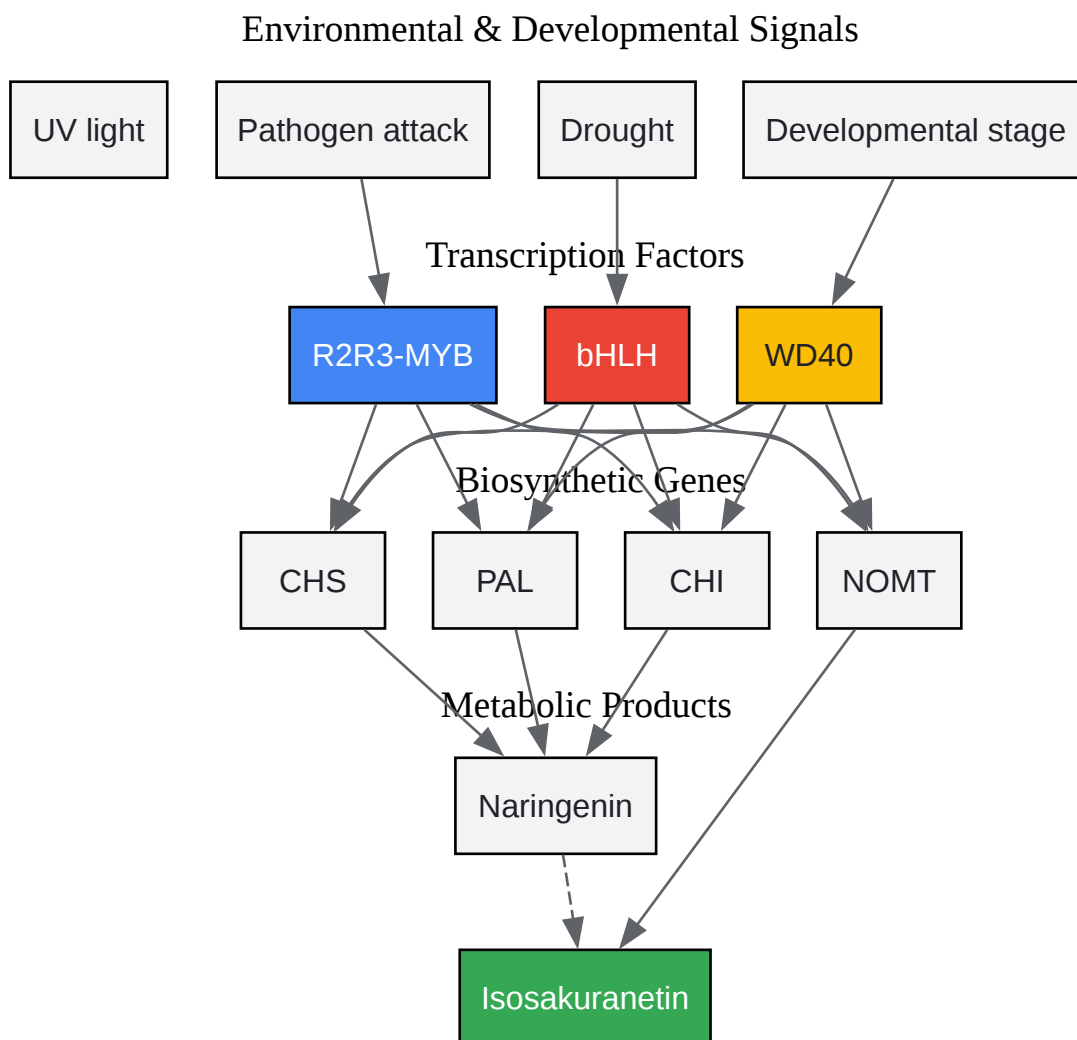 Environmental & Developmental Signals
UV light
Pathogen attack
Drought
Developmental stage
Transcription Factors
R2R3-MYB
bHLH
WD40
Biosynthetic Genes
CHS
PAL
CHI
NOMT
Metabolic Products
Naringenin
Isosakuranetin